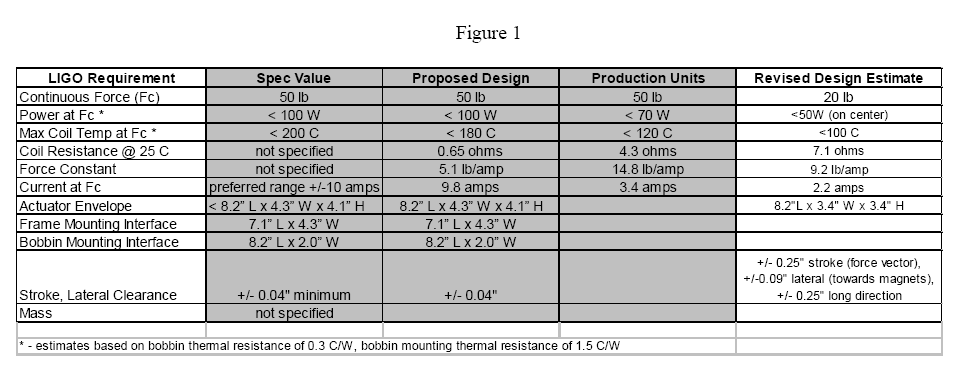 Figure 1
LIGO Requirement Spec Value Proposed Design Production Units Revised Design Estimate
Continuous Force (Fc) 50 lb 50 lb 50 lb 20 lb
Power at Fc * < 100 W < 100 W < 70 W <50W (on center)
Max Coil Temp at Fc * < 200 C < 180 C < 120 C <100 C
Coil Resistance @ 25 C not specified 0.65 ohms 4.3 ohms 7.1 ohms
Force Constant not specified 5.1 lb/amp 14.8 lb/amp 9.2 lb/amp
Current at Fc preferred range +/-10 amps 9.8 amps 3.4 amps 2.2 amps
Actuator Envelope < 8.2” L x 4.3” W x 4.1” H 8.2” L x 4.3” W x 4.1” H 8.2"L x 3.4" W x 3.4" H
Frame Mounting Interface 7.1” L x 4.3” W 7.1” L x 4.3” W
Bobbin Mounting Interface 8.2” L x 2.0” W 8.2” L x 2.0” W
+/- 0.25" stroke (force vector),
+/-0.09" lateral (towards magnets),
Stroke, Lateral Clearance +/- 0.04" minimum +/- 0.04" +/- 0.25" long direction
Mass not specified
* - estimates based on bobbin thermal resistance of 0.3 C/W, bobbin mounting thermal resistance of 1.5 C/W